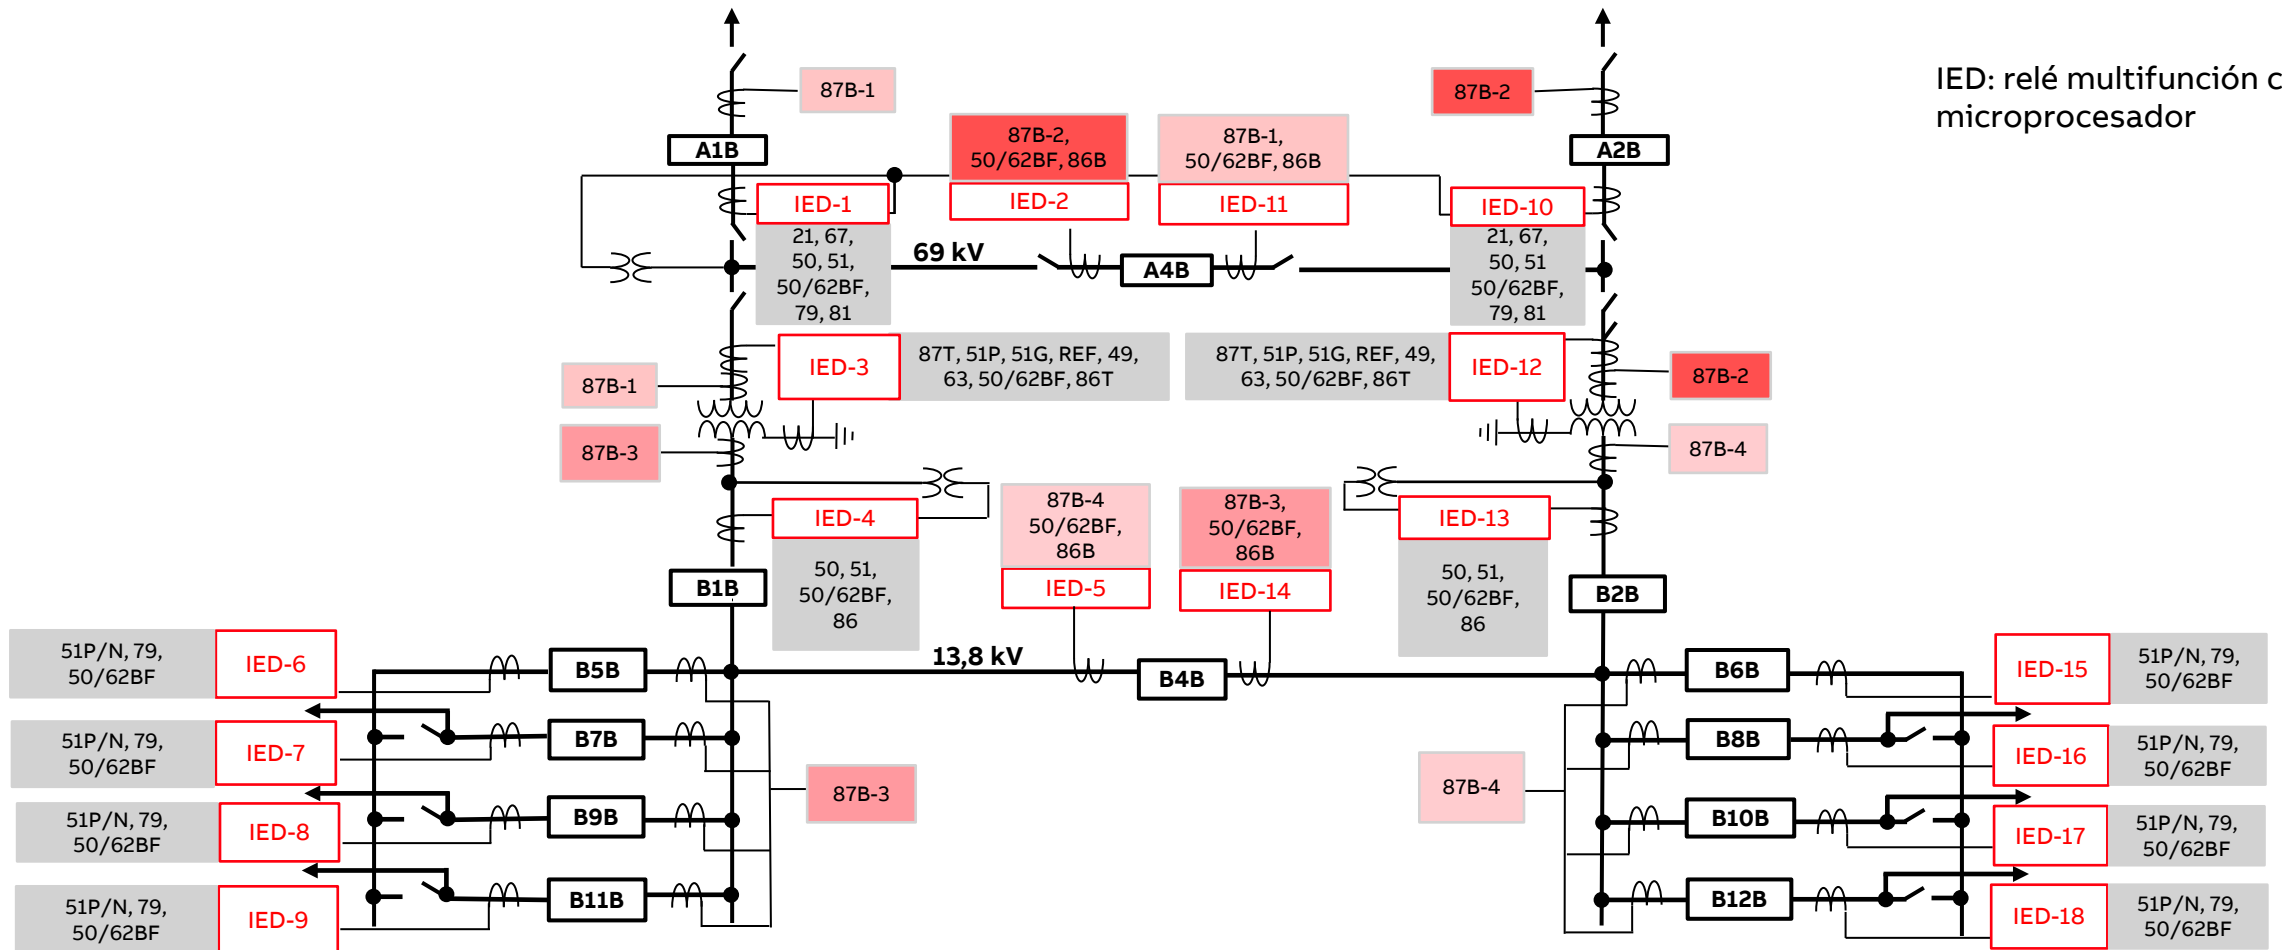 87B-1
87B-2
IED: relé multifunción c
microprocesador
87B-2,
50/62BF, 86B
87B-1,
50/62BF, 86B
A1B
A2B
IED-1
IED-2
IED-11
IED-10
21, 67,
50, 51,
50/62BF,
79, 81
69 kV
A4B
21, 67,
50, 51
50/62BF,
79, 81
IED-3
87T, 51P, 51G, REF, 49,
63, 50/62BF, 86T
87T, 51P, 51G, REF, 49,
63, 50/62BF, 86T
IED-12
87B-1
87B-2
87B-3
87B-4
IED-4
50, 51,
50/62BF,
86
87B-4
50/62BF,
86B
IED-5
87B-3,
50/62BF,
86B
IED-14
IED-13
50, 51,
50/62BF,
86
B1B
B2B
13,8 kV
B4B
51P/N, 79,
50/62BF
IED-6
B5B
B6B
IED-15
51P/N, 79,
50/62BF
51P/N, 79,
50/62BF
IED-7
B7B
B8B
IED-16
51P/N, 79,
50/62BF
87B-3
87B-4
51P/N, 79,
50/62BF
IED-8
B9B
B10B
IED-17
51P/N, 79,
50/62BF
51P/N, 79,
50/62BF
IED-9
B11B
B12B
IED-18
51P/N, 79,
50/62BF